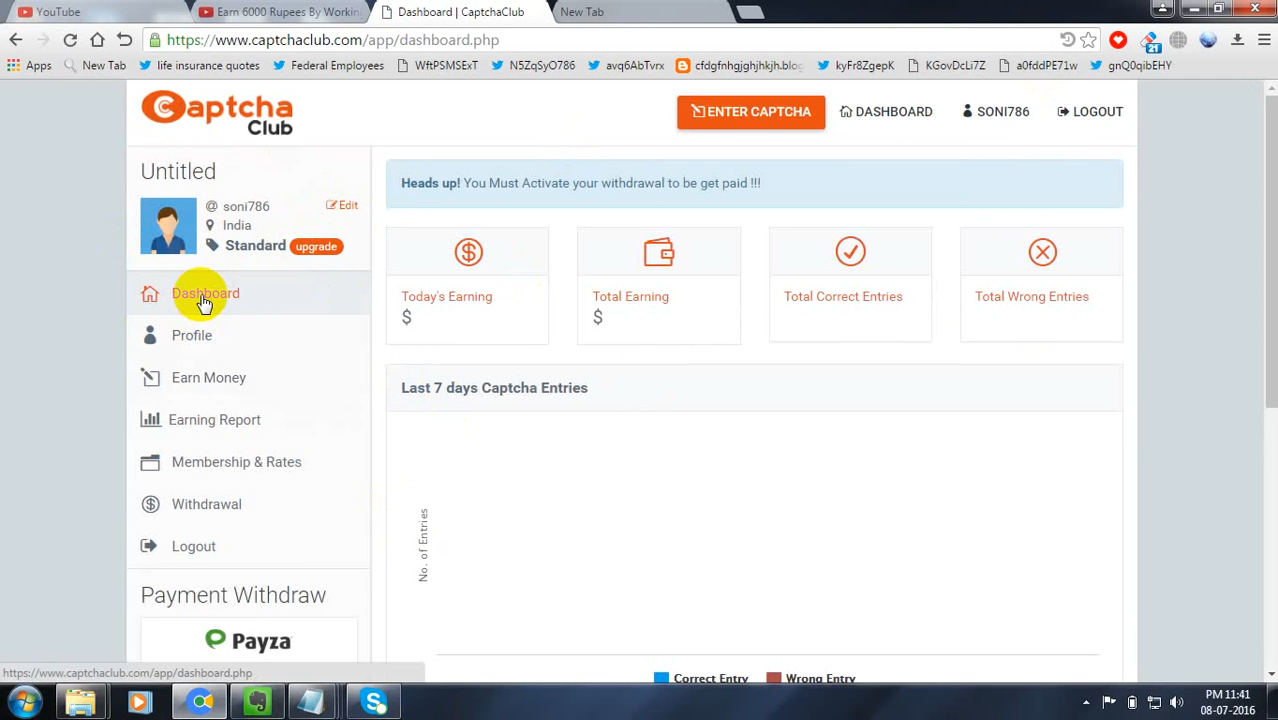 YouTube
Earn 6000 Rupees By Workin
Dashboard | CaptchaClub
New Tab
https://www.captchaclub.com/app/dashboard.php
21
Apps
New Tab
life insurance quotes
Federal Employees
WftPSMSExT
N5ZqSyO786
avq6AbTvrx
cfdgfnhgjghjhkjh.blog
kyFr8ZgepK
KGovDcLi7Z
a0fddPE71w
gnQ0qibEHY
Captcha
Club
ENTER CAPTCHA
DASHBOARD
SONI786
LOGOUT
Untitled
@ soni786
Edit
India
Standard upgrade
Heads up! You Must Activate your withdrawal to be get paid !!!
Today's Earning
$
Total Earning
$
Total Correct Entries
Total Wrong Entries
Dashboard
Profile
Earn Money
Earning Report
Membership & Rates
Withdrawal
Logout
Last 7 days Captcha Entries
No. of Entries
Correct Entry
Wrong Entry
Payment Withdraw
Payza
https://www.captchaclub.com/app/dashboard.php
PM 11:41
08-07-2016